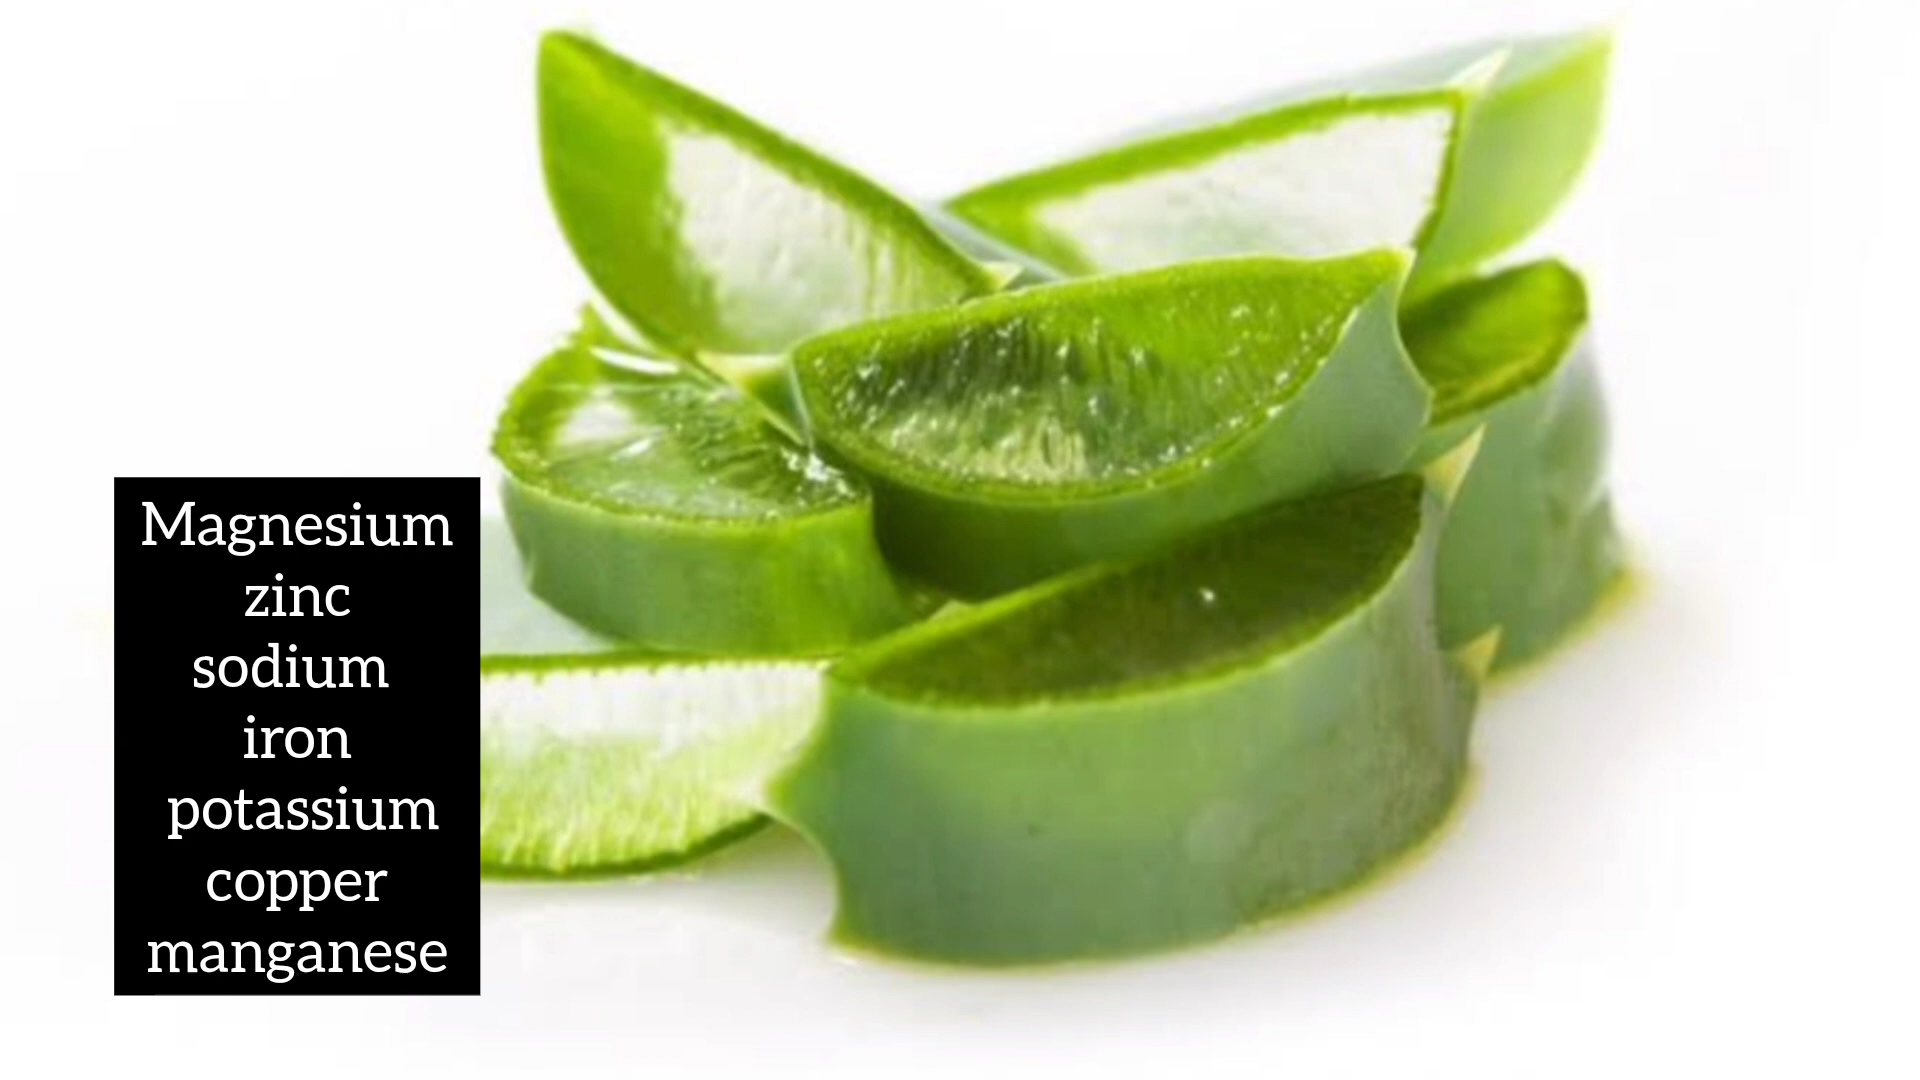 Magnesium
zinc
sodium
iron
potassium
copper
manganese